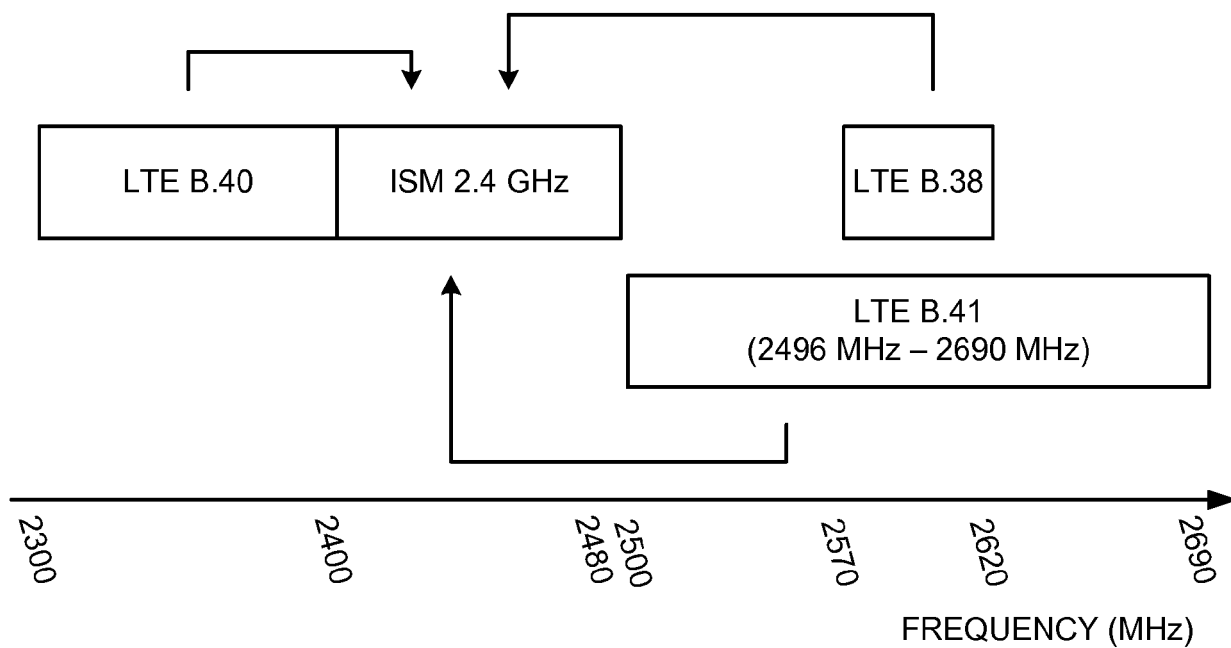 LTE B.40
ISM 2.4 GHz
LTE B.38
LTE B.41
(2496 MHz – 2690 MHz)
2300
2400
2480
2500
2570
2620
2690
FREQUENCY (MHz)